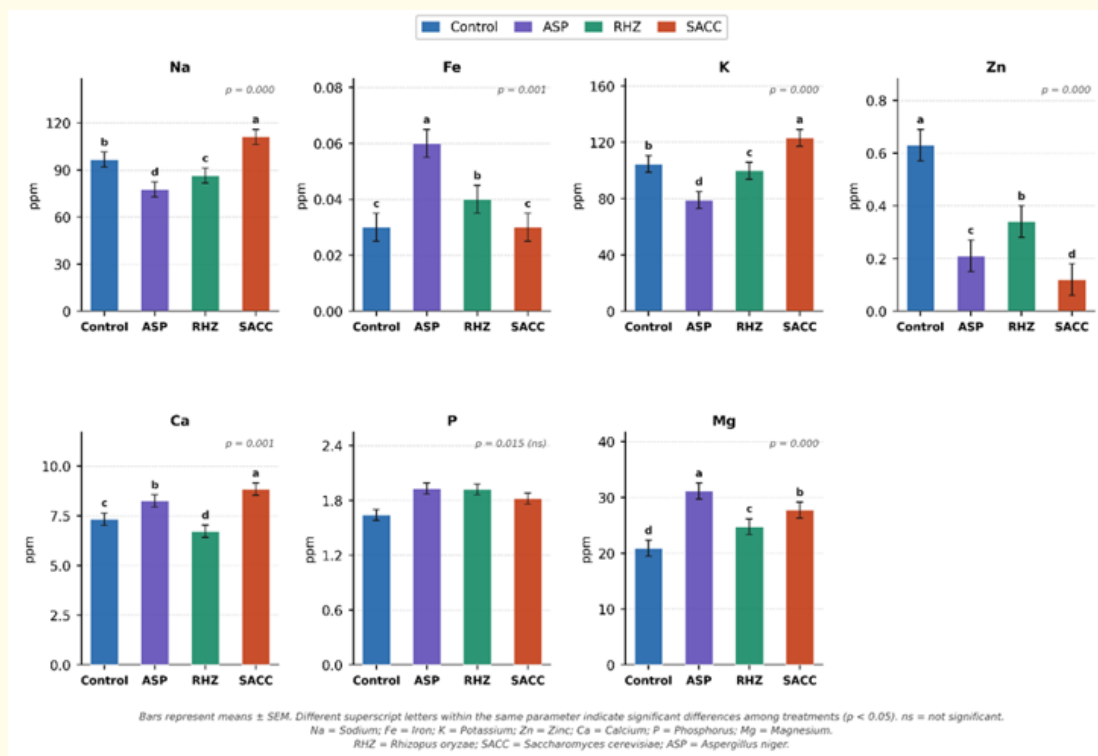 Control ASP RHZ SACC
Na
p = 0.000
120
90
60
30
0
ppm
b
d
c
a
Control ASP RHZ SACC
Fe
p = 0.001
0.08
0.06
0.04
0.02
0.00
ppm
c
a
b
c
Control ASP RHZ SACC
K
p = 0.000
160
120
80
40
0
ppm
b
d
c
a
Control ASP RHZ SACC
Zn
p = 0.000
0.8
0.6
0.4
0.2
0.0
ppm
a
c
b
d
Control ASP RHZ SACC
Ca
p = 0.001
10.0
7.5
5.0
2.5
0.0
ppm
c
b
d
a
Control ASP RHZ SACC
P
p = 0.015 (ns)
2.4
1.8
1.2
0.6
0.0
ppm
Control ASP RHZ SACC
Mg
p = 0.000
40
30
20
10
0
ppm
d
a
c
b
Control ASP RHZ SACC
Bars represent means ± SEM. Different superscript letters within the same parameter indicate significant differences among treatments (p < 0.05). ns = not significant.
Na = Sodium; Fe = Iron; K = Potassium; Zn = Zinc; Ca = Calcium; P = Phosphorus; Mg = Magnesium.
RHZ = Rhizopus oryzae; SACC = Saccharomyces cerevisiae; ASP = Aspergillus niger.